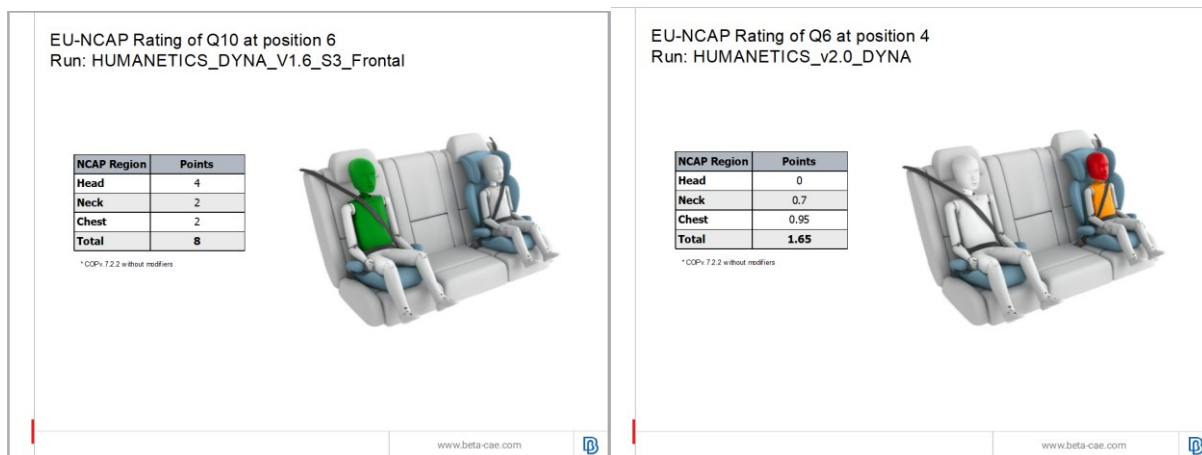 EU-NCAP Rating of Q10 at position 6
Run: HUMANETICS_DYNA_V1.6_S3_Frontal
NCAP Region Points
Head 4
Neck 2
Chest 2
Total 8
* COPv.7.2.2 without modifiers
www.beta-cae.com
EU-NCAP Rating of Q6 at position 4
Run: HUMANETICS_v2.0_DYNA
NCAP Region Points
Head 0
Neck 0.7
Chest 0.95
Total 1.65
* COPv.7.2.2 without modifiers
www.beta-cae.com